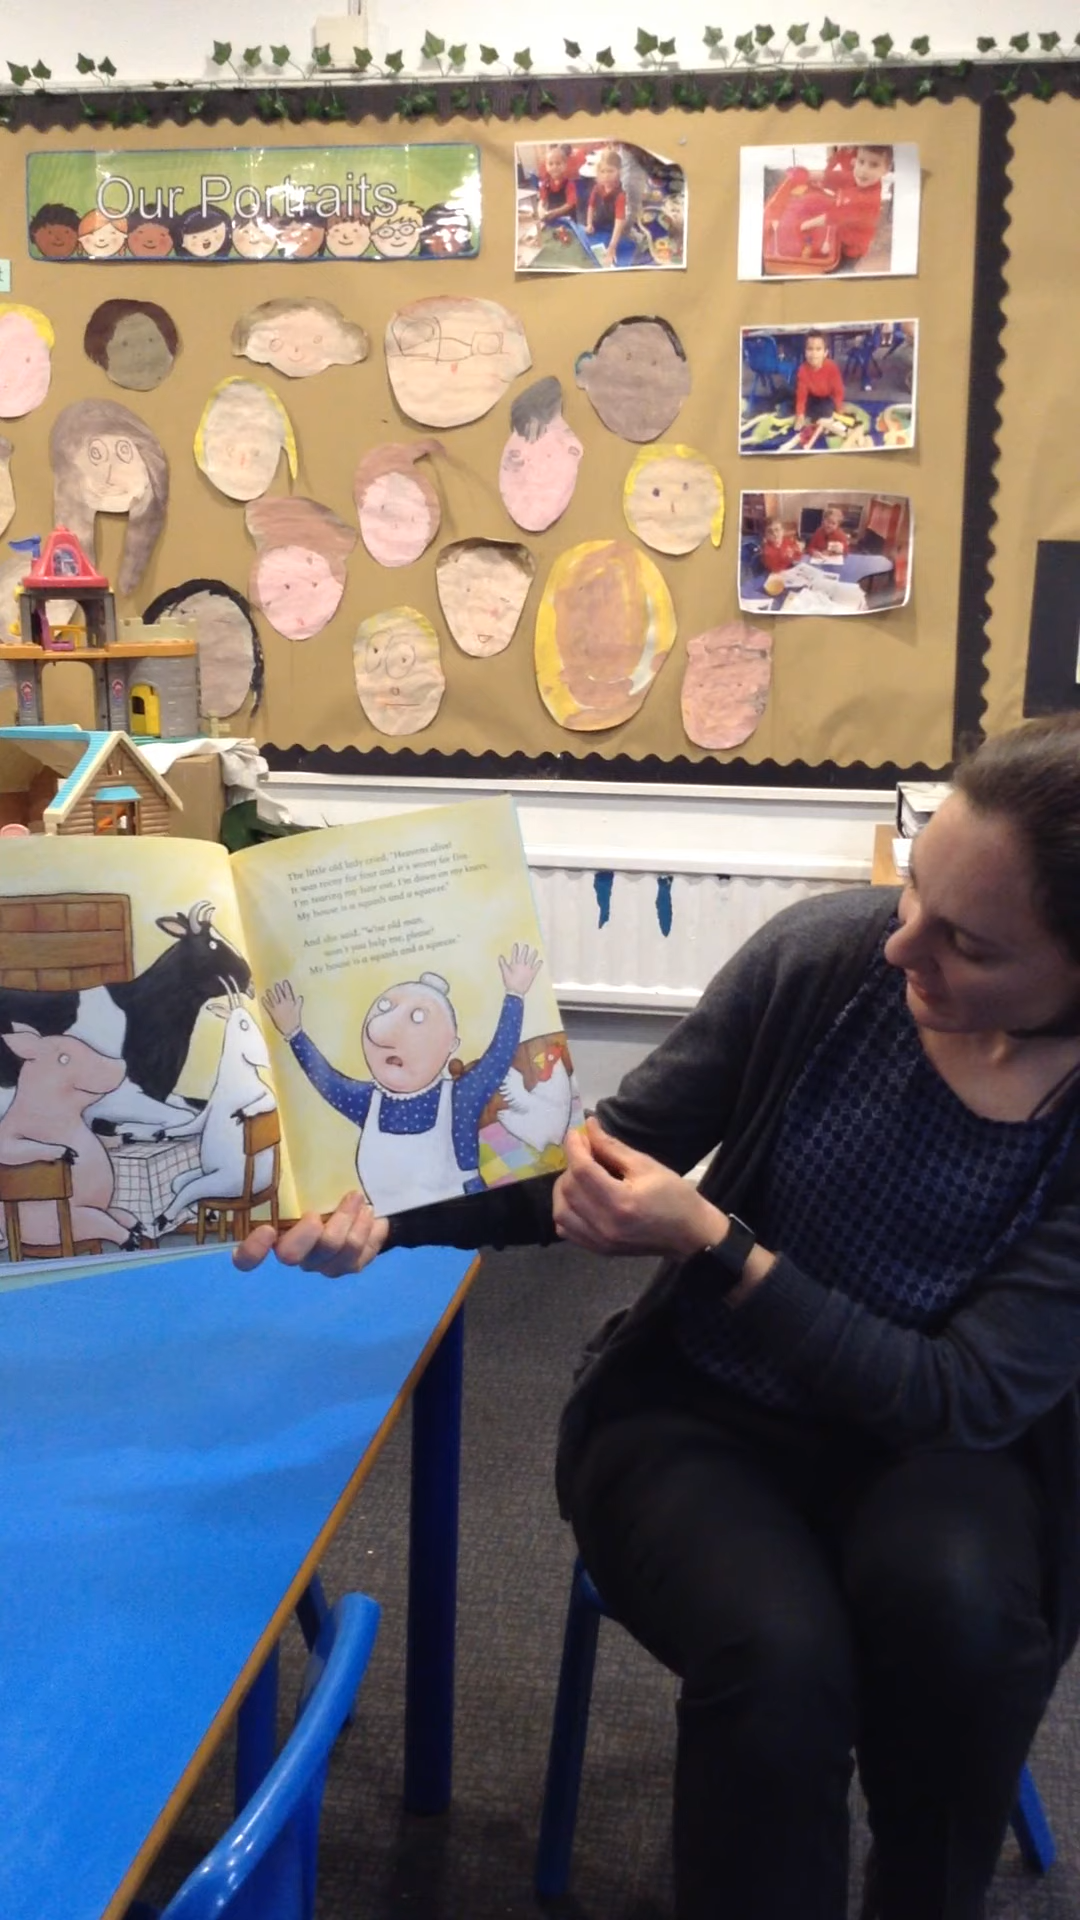 Our Portraits
The little old lady cried, "Heavens alive!
It was teeny for four and it's weeny for five.
I'm tearing my hair out, I'm down on my knees.
My house is a squash and a squeeze."
And she said, "Wise old man,
won't you help me, please?
My house is a squash and a squeeze."